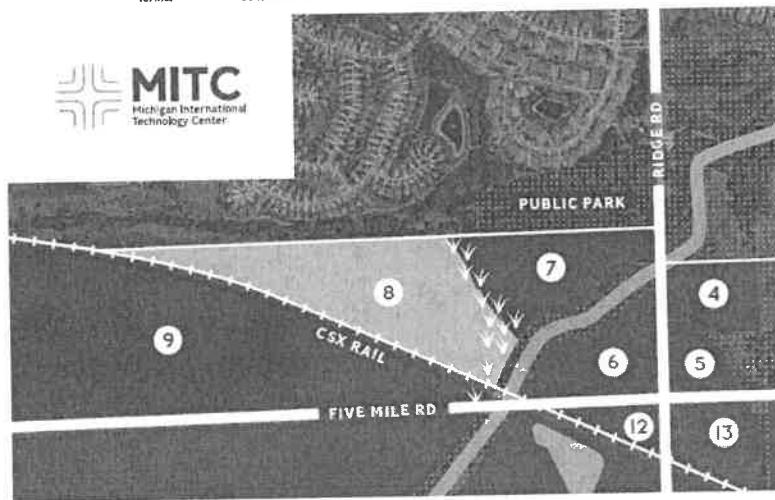 MITC
Michigan International
Technology Center
RIDGE RD
PUBLIC PARK
7
8
4
9
CSX RAIL
6
5
FIVE MILE RD
12
13